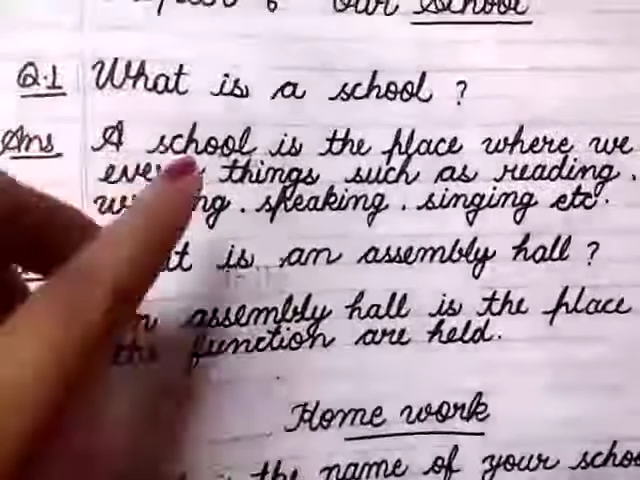 Our School
Q.1 What is a school ?
Ans A school is the place where we
things such as reading .
speaking . singing etc.
is an assembly hall ?
assembly hall is the place
the function are held.
Home work
the name of your